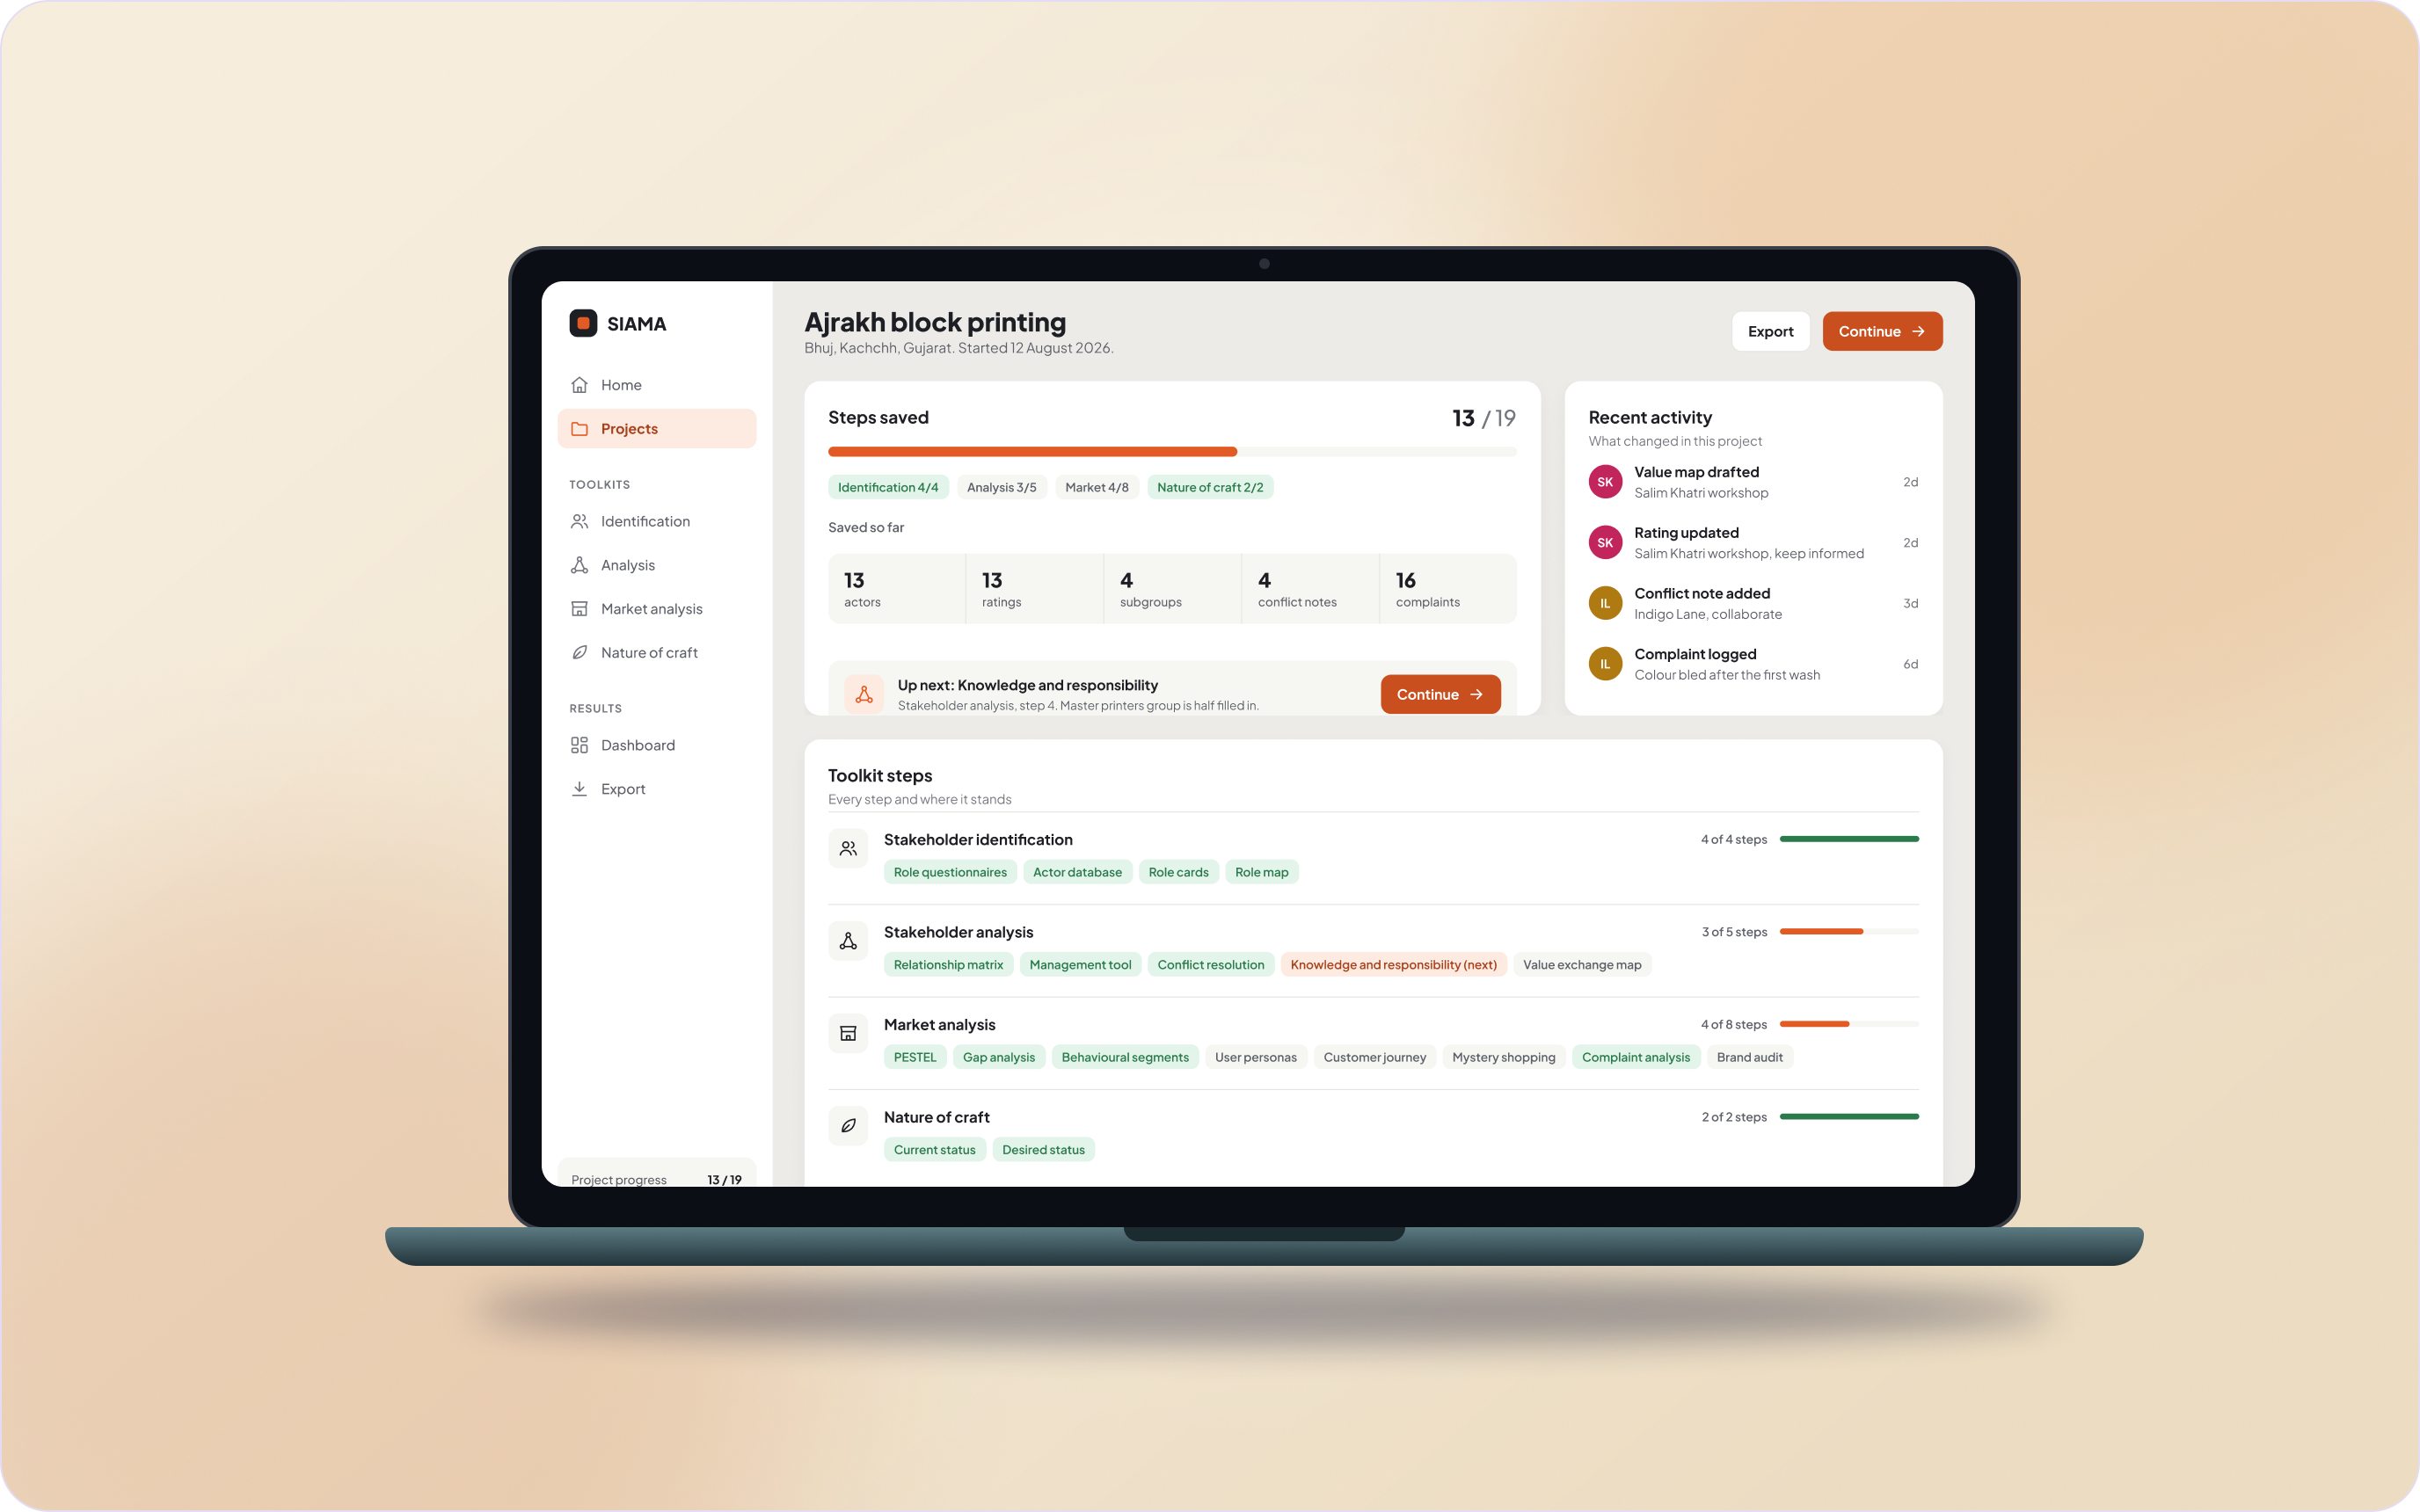 SIAMA
Home
Projects
TOOLKITS
Identification
Analysis
Market analysis
Nature of craft
RESULTS
Dashboard
Export
Project progress 13 / 19
Ajrakh block printing
Bhuj, Kachchh, Gujarat. Started 12 August 2026.
Export
Continue
Steps saved 13 / 19
Identification 4/4 Analysis 3/5 Market 4/8 Nature of craft 2/2
Saved so far
13 13 4 4 16
actors ratings subgroups conflict notes complaints
Up next: Knowledge and responsibility
Stakeholder analysis, step 4. Master printers group is half filled in.
Continue
Recent activity
What changed in this project
SK Value map drafted 2d
Salim Khatri workshop
SK Rating updated 2d
Salim Khatri workshop, keep informed
IL Conflict note added 3d
Indigo Lane, collaborate
IL Complaint logged 6d
Colour bled after the first wash
Toolkit steps
Every step and where it stands
Stakeholder identification 4 of 4 steps
Role questionnaires Actor database Role cards Role map
Stakeholder analysis 3 of 5 steps
Relationship matrix Management tool Conflict resolution Knowledge and responsibility (next) Value exchange map
Market analysis 4 of 8 steps
PESTEL Gap analysis Behavioural segments User personas Customer journey Mystery shopping Complaint analysis Brand audit
Nature of craft 2 of 2 steps
Current status Desired status